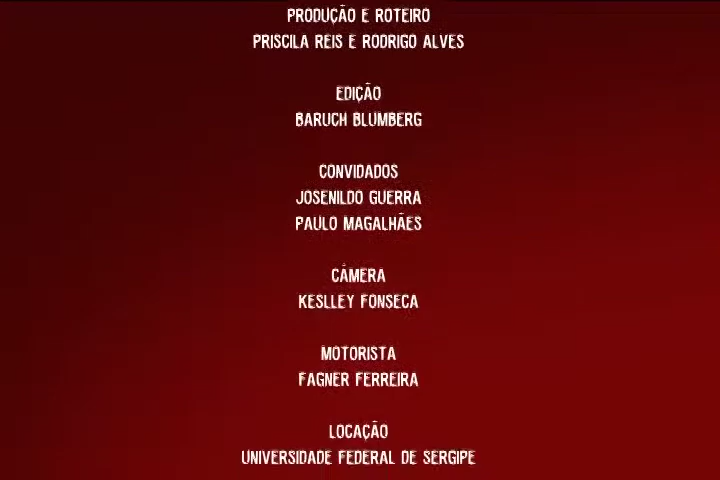 PRODUÇÃO E ROTEIRO
PRISCILA REIS E RODRIGO ALVES
EDIÇÃO
BARUCH BLUMBERG
CONVIDADOS
JOSENILDO GUERRA
PAULO MAGALHÃES
CÂMERA
KESLLEY FONSECA
MOTORISTA
FAGNER FERREIRA
LOCAÇÃO
UNIVERSIDADE FEDERAL DE SERGIPE